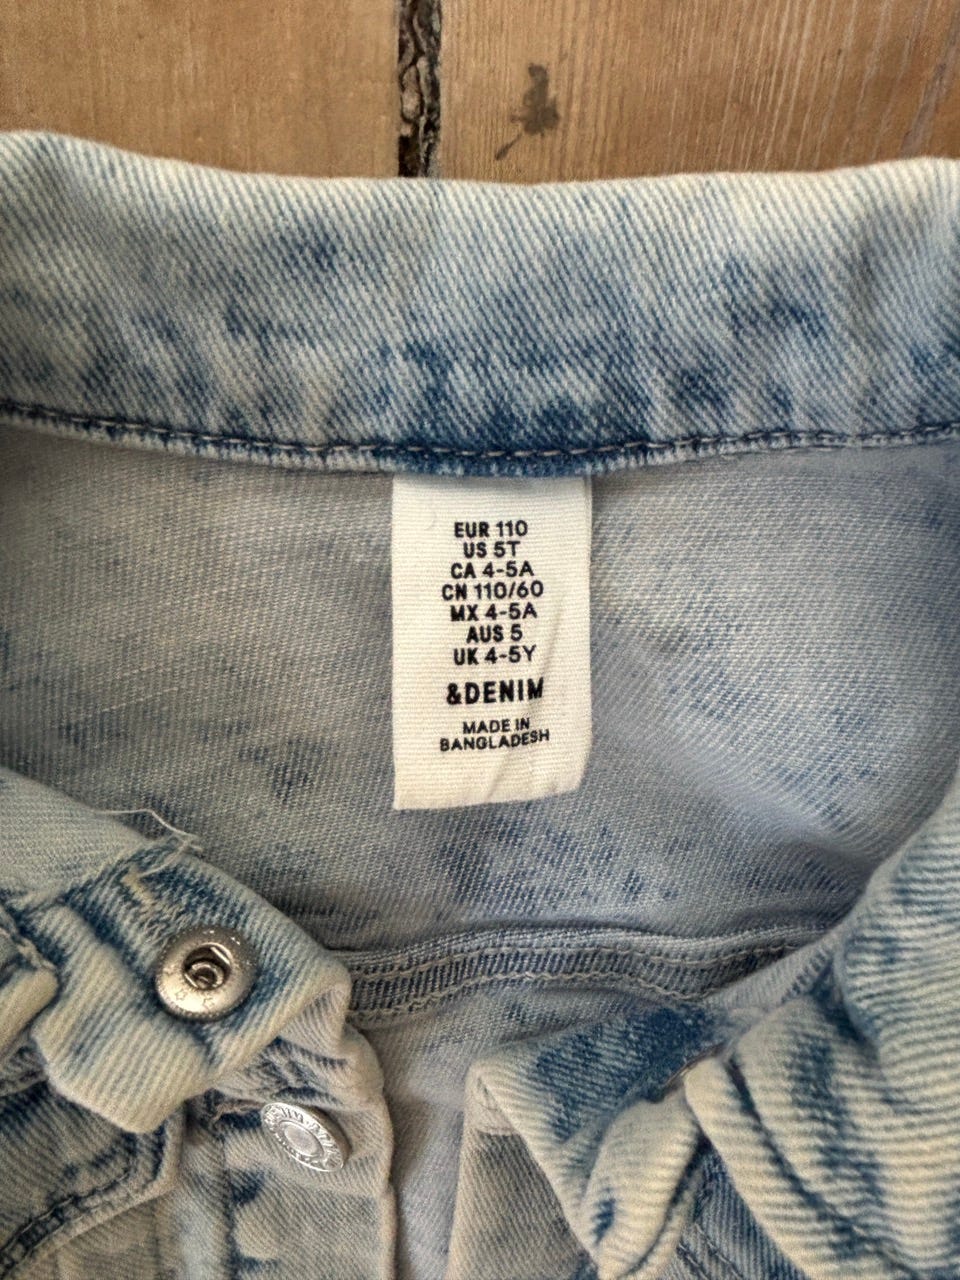 EUR 110
US 5T
CA 4-5A
CN 110/60
MX 4-5A
AUS 5
UK 4-5Y
&DENIM
MADE IN
BANGLADESH